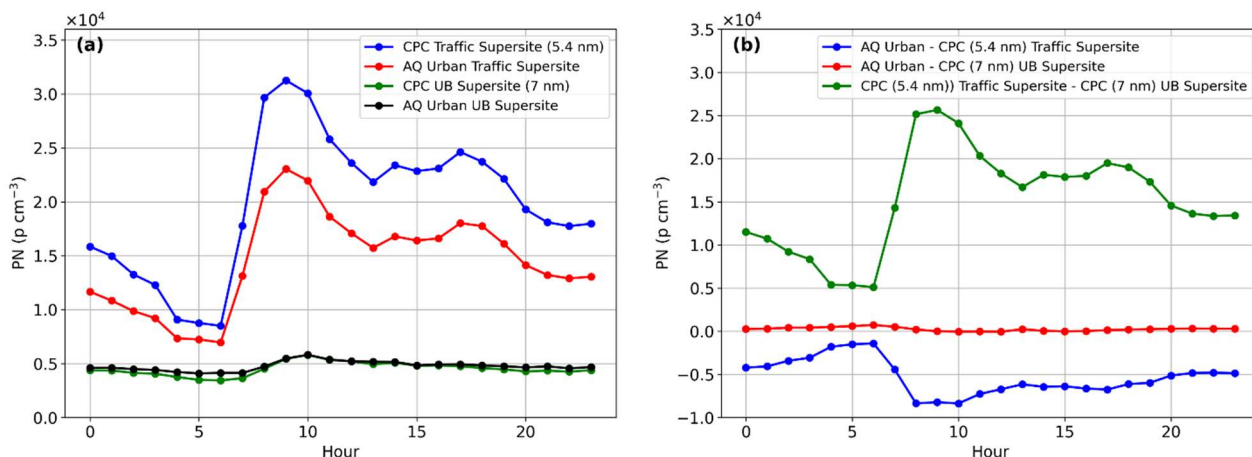 ×10⁴
(a)
3.5
3.0
2.5
2.0
1.5
1.0
0.5
0.0
PN (p cm⁻³)
CPC Traffic Supersite (5.4 nm)
AQ Urban Traffic Supersite
CPC UB Supersite (7 nm)
AQ Urban UB Supersite
0 5 10 15 20
Hour
×10⁴
(b)
3.5
3.0
2.5
2.0
1.5
1.0
0.5
0.0
−0.5
−1.0
PN (p cm⁻³)
AQ Urban - CPC (5.4 nm) Traffic Supersite
AQ Urban - CPC (7 nm) UB Supersite
CPC (5.4 nm)) Traffic Supersite - CPC (7 nm) UB Supersite
0 5 10 15 20
Hour